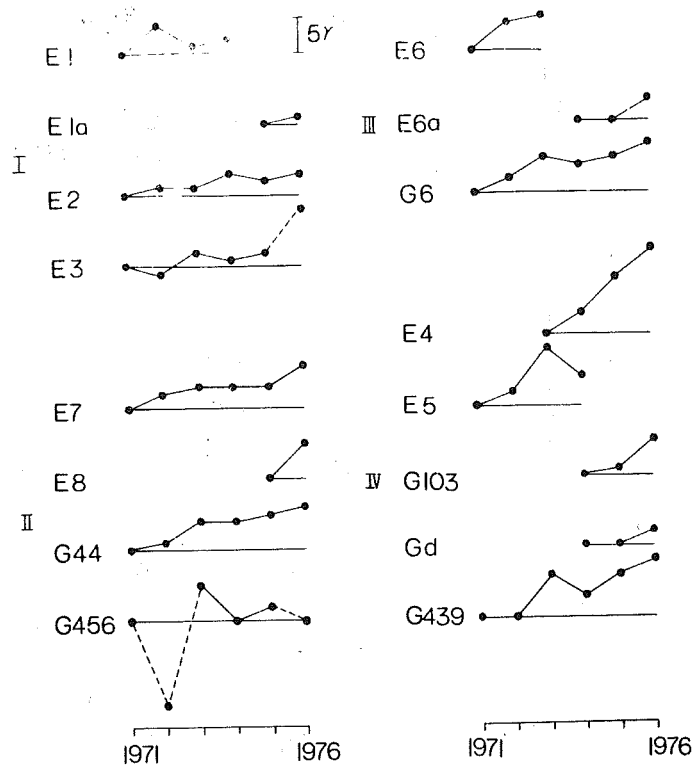 5γ
E1
E1a
I
E2
E3
E7
E8
II
G44
G456
1971 1976
E6
III E6a
G6
E4
E5
IV G103
Gd
G439
1971 1976